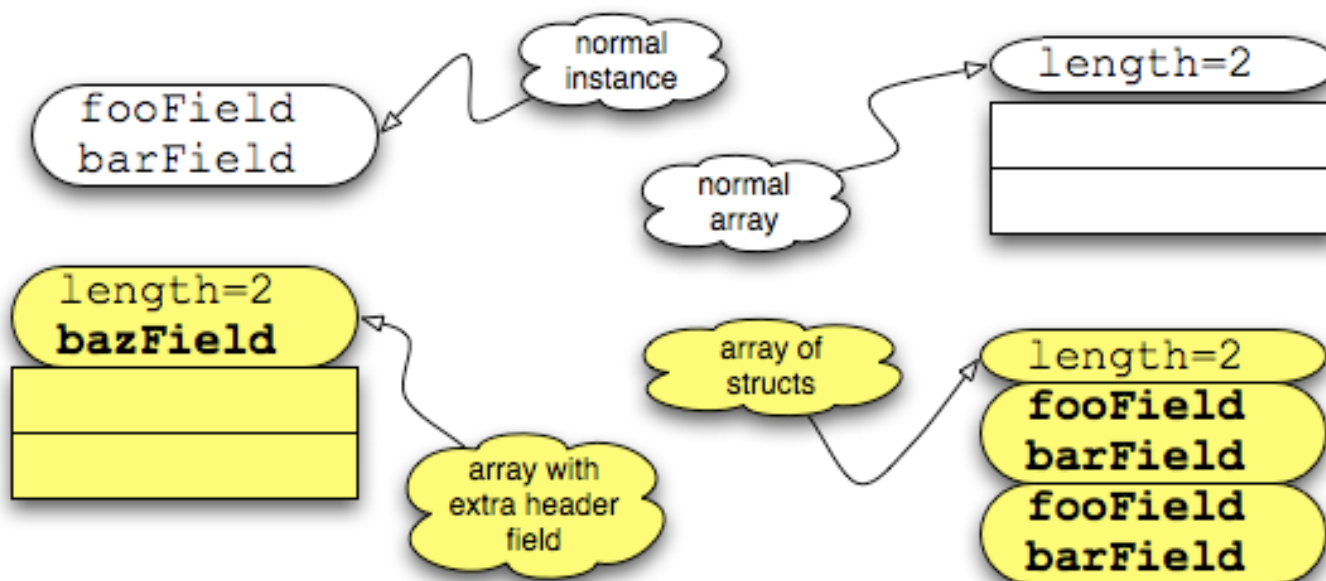 normal
instance
length=2
fooField
barField
normal
array
length=2
bazField
array of
structs
length=2
fooField
barField
fooField
barField
array with
extra header
field